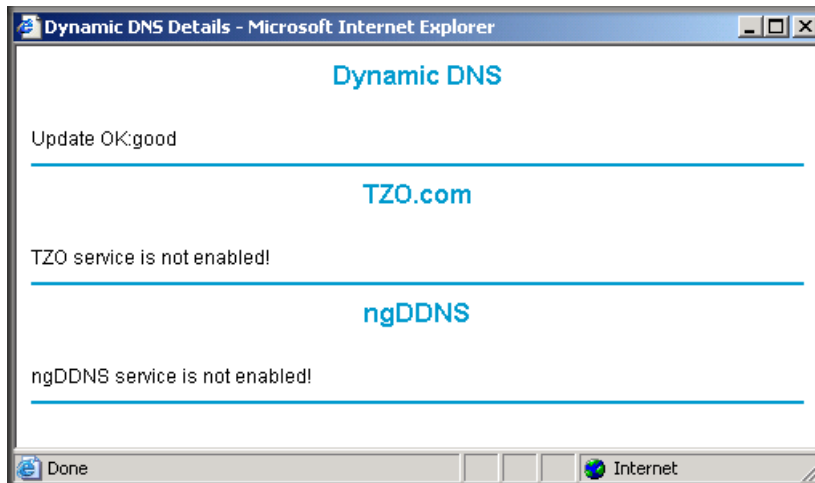 Dynamic DNS Details - Microsoft Internet Explorer
Dynamic DNS
Update OK:good
TZO.com
TZO service is not enabled!
ngDDNS
ngDDNS service is not enabled!
Done
Internet